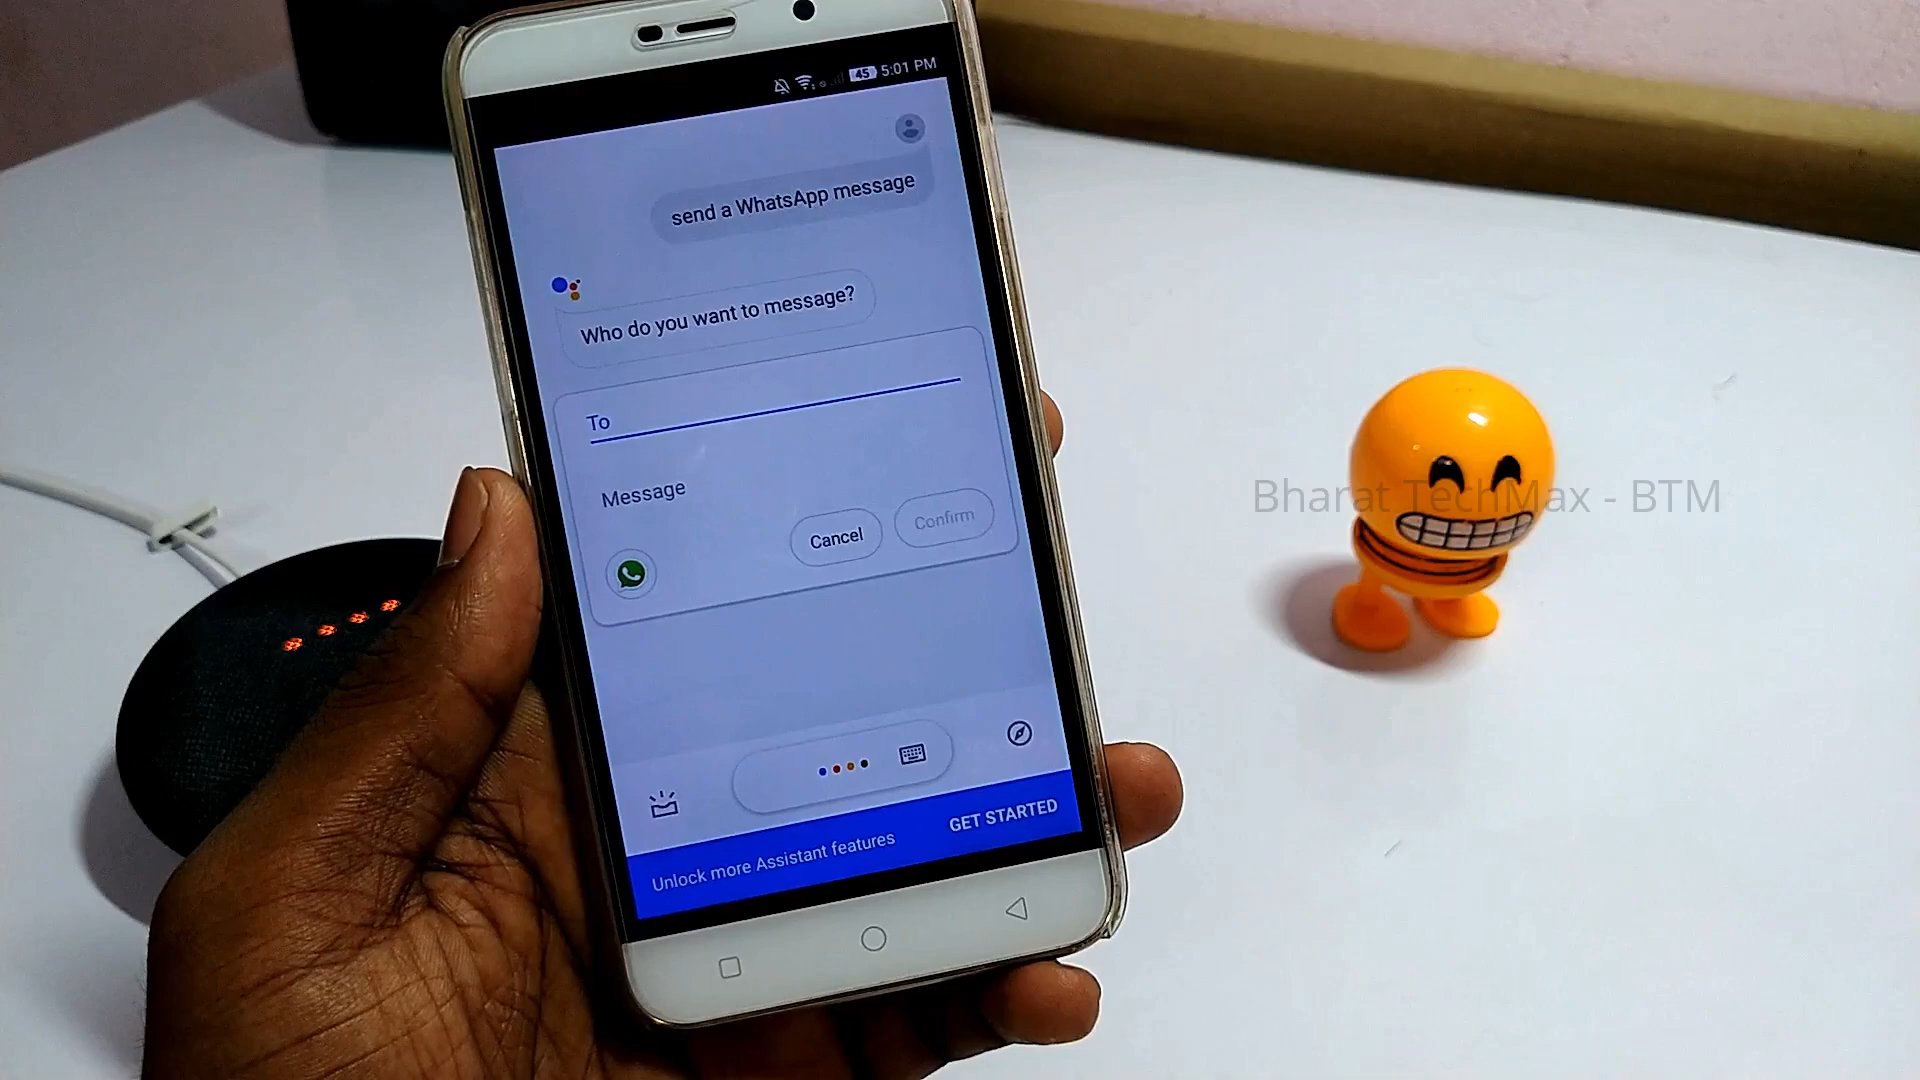 45 5:01 PM
send a WhatsApp message
Who do you want to message?
To
Message
Cancel Confirm
Bharat TechMax - BTM
Unlock more Assistant features GET STARTED